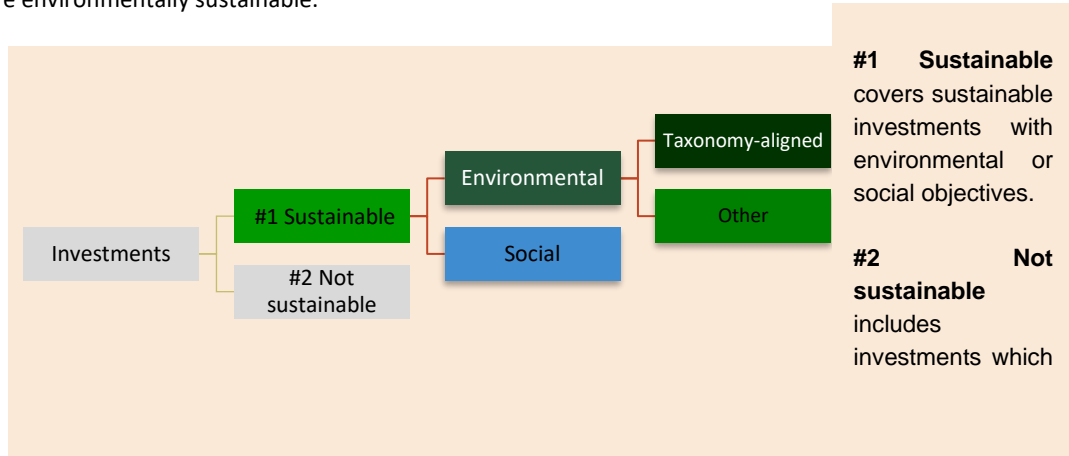 environmentally sustainable.
Investments
#1 Sustainable
#2 Not
sustainable
Environmental
Social
Taxonomy-aligned
Other
#1 Sustainable
covers sustainable
investments with
environmental or
social objectives.
#2 Not
sustainable
includes
investments which